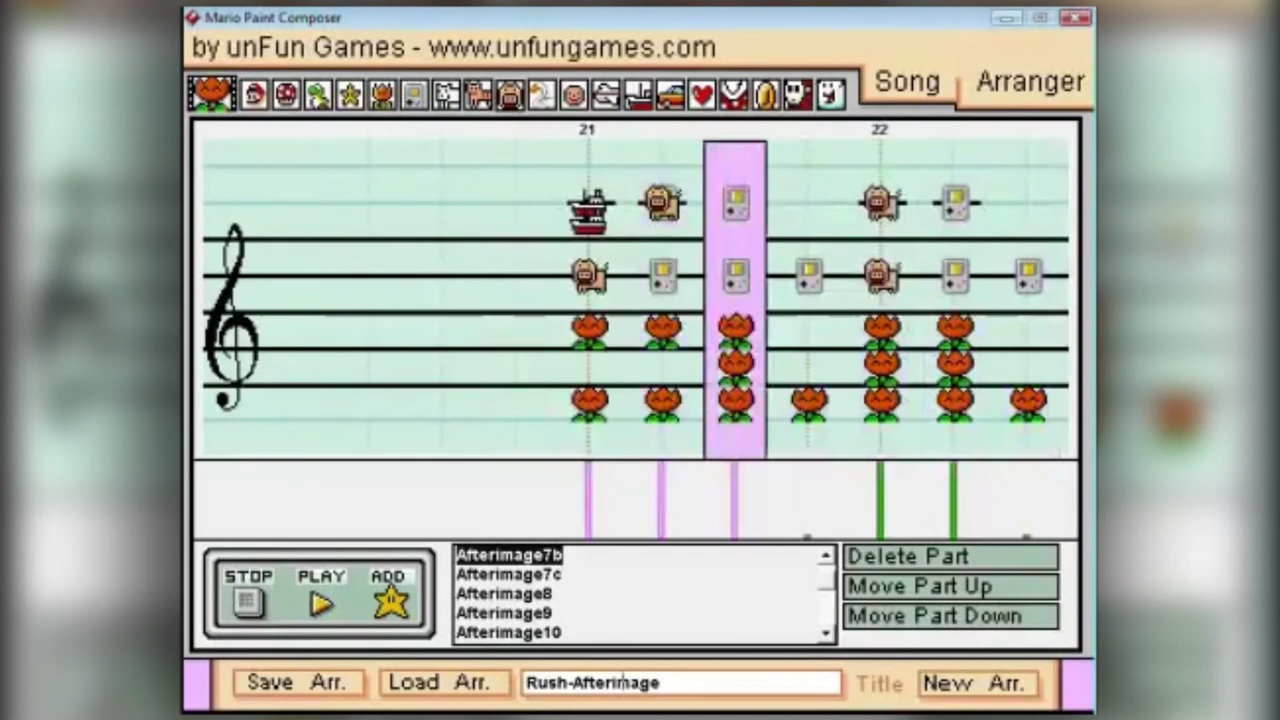 Mario Paint Composer
by unFun Games - www.unfungames.com
Song Arranger
21 22
STOP PLAY ADD
Afterimage7b
Afterimage7c
Afterimage8
Afterimage9
Afterimage10
Delete Part
Move Part Up
Move Part Down
Save Arr. Load Arr. Rush-Afterimage Title New Arr.